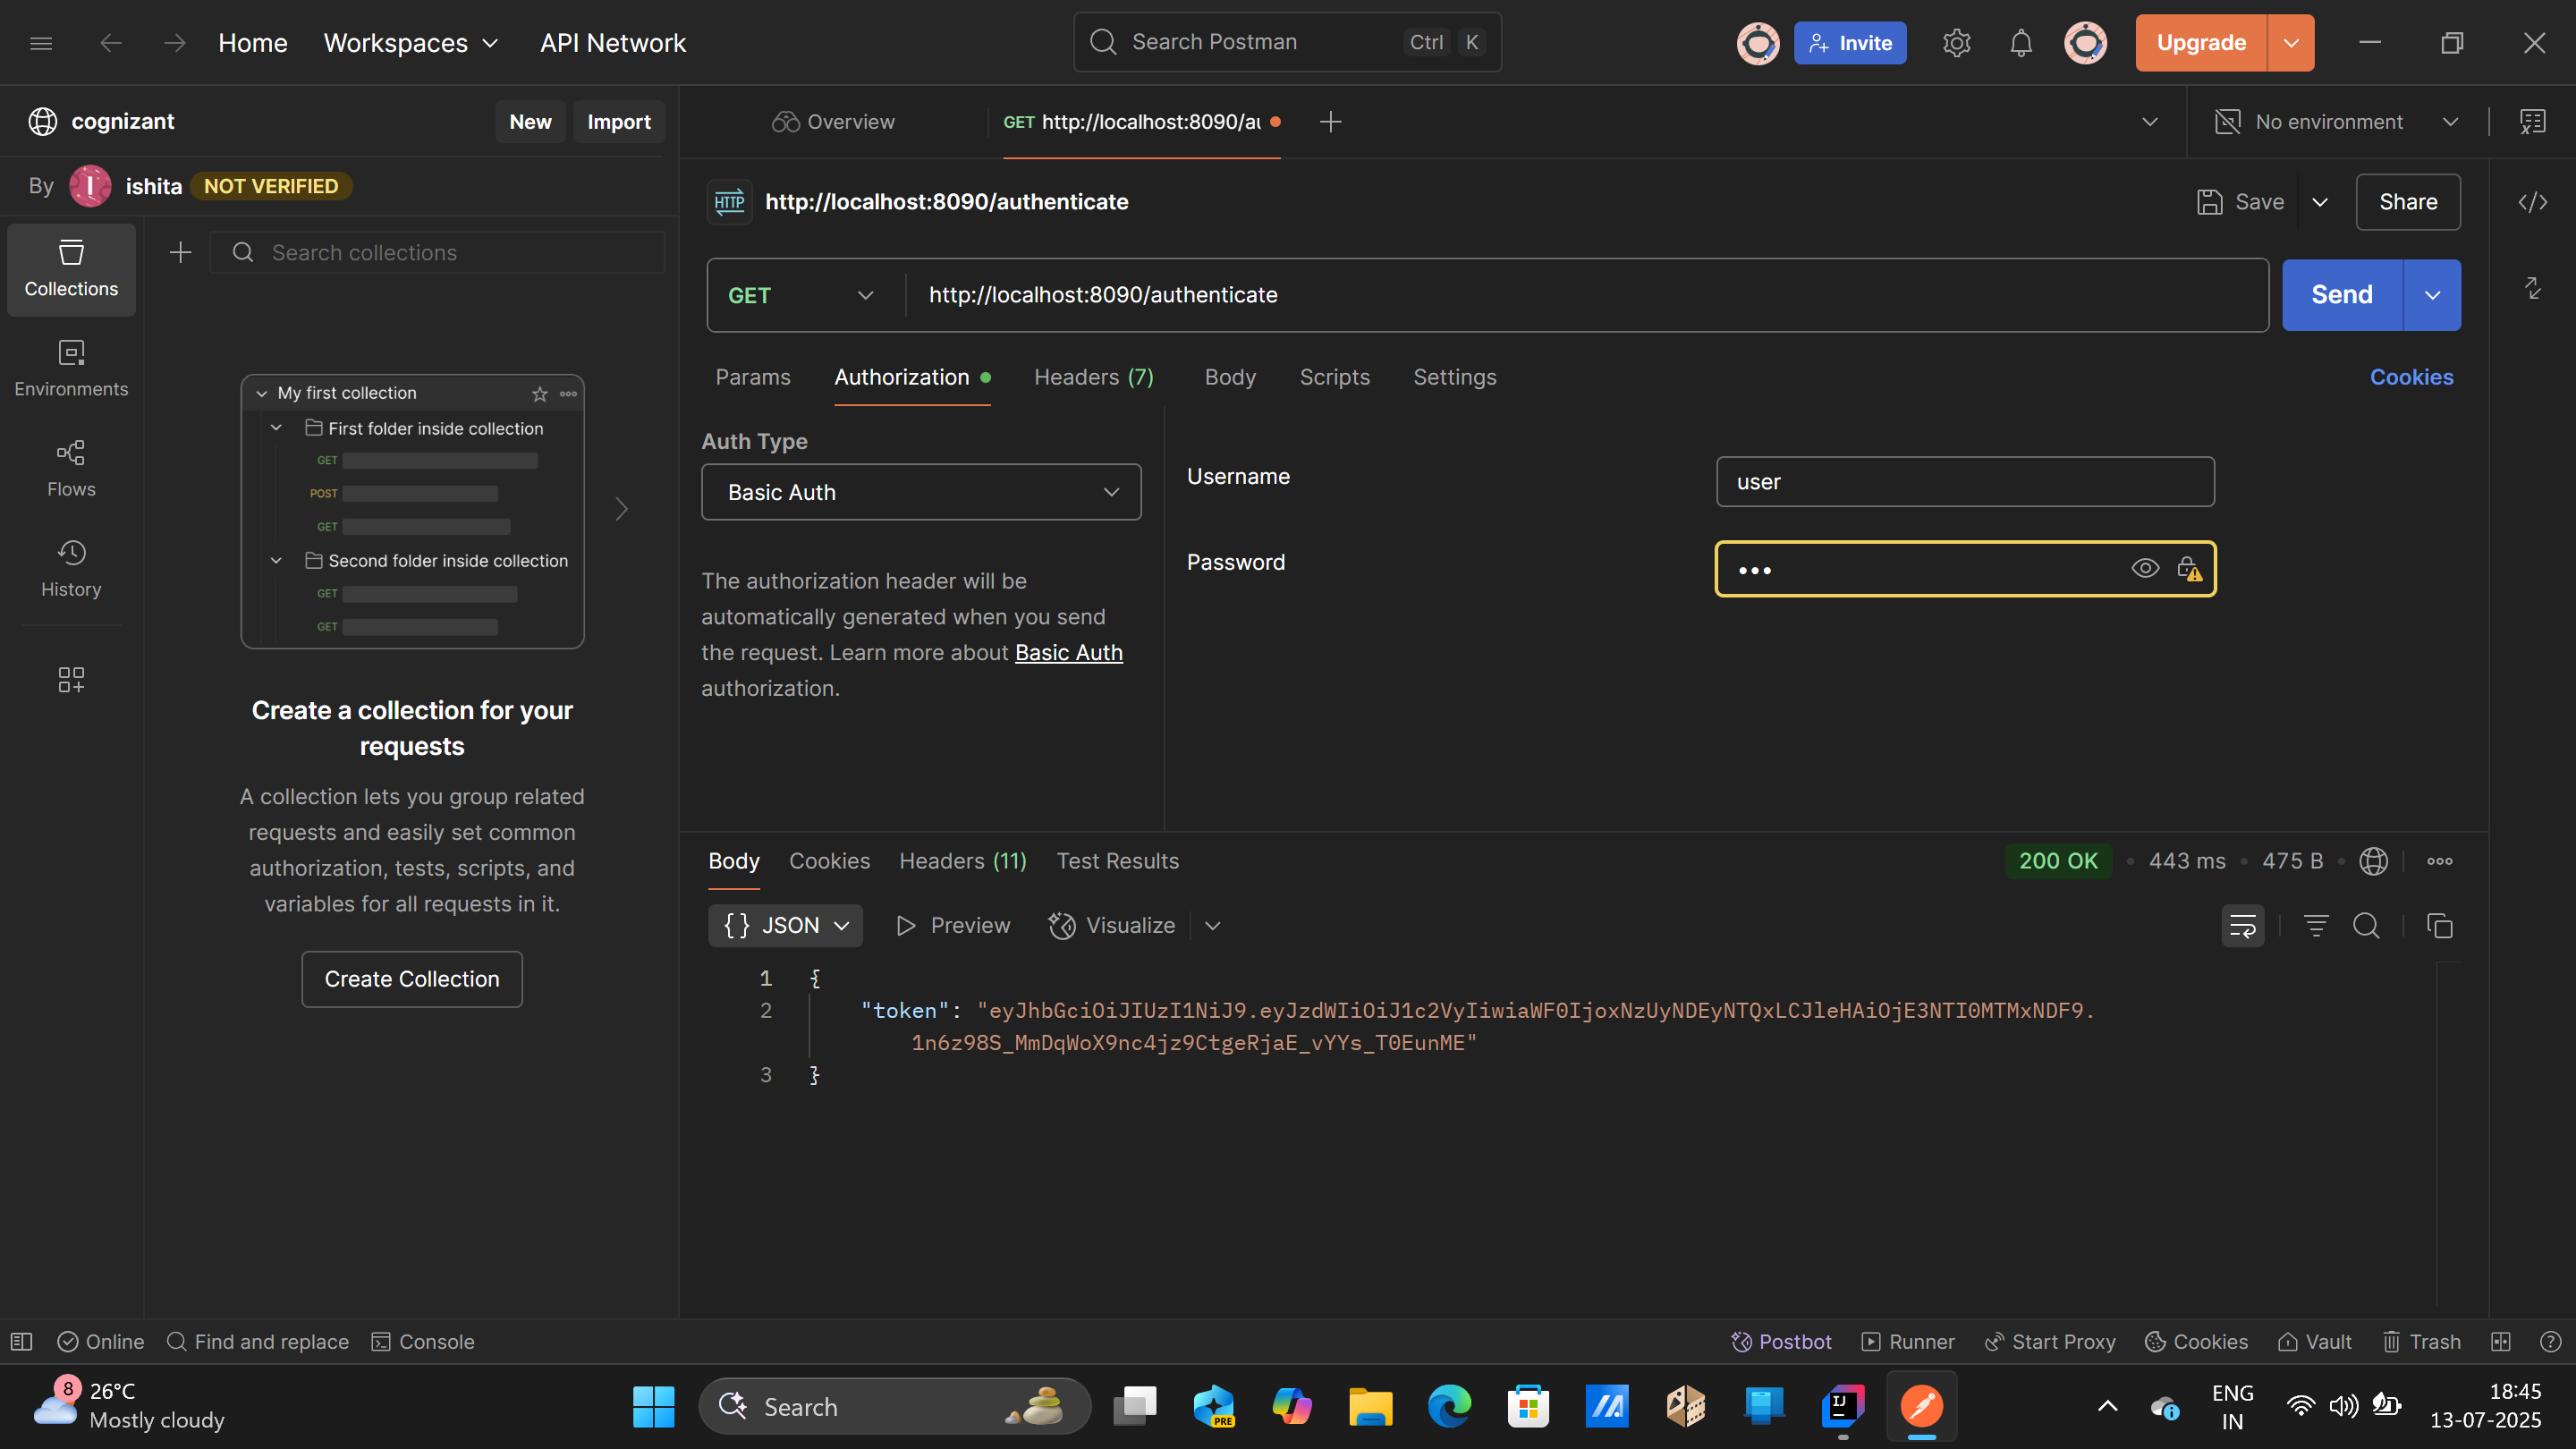 Home Workspaces API Network Search Postman Ctrl K Invite Upgrade
cognizant New Import Overview GET http://localhost:8090/au No environment
By I ishita NOT VERIFIED
HTTP http://localhost:8090/authenticate Save Share
Collections
Search collections
Environments
Flows
History
My first collection
First folder inside collection
GET
POST
GET
Second folder inside collection
GET
GET
Create a collection for your
requests
A collection lets you group related
requests and easily set common
authorization, tests, scripts, and
variables for all requests in it.
Create Collection
GET http://localhost:8090/authenticate Send
Params Authorization Headers (7) Body Scripts Settings Cookies
Auth Type
Basic Auth
The authorization header will be
automatically generated when you send
the request. Learn more about Basic Auth
authorization.
Username user
Password •••
Body Cookies Headers (11) Test Results 200 OK • 443 ms • 475 B •
{} JSON Preview Visualize
1 {
2 "token": "eyJhbGciOiJIUzI1NiJ9.eyJzdWIiOiJ1c2VyIiwiaWF0IjoxNzUyNDEyNTQxLCJleHAiOjE3NTI0MTMxNDF9.
1n6z98S_MmDqWoX9nc4jz9CtgeRjaE_vYYs_T0EunME"
3 }
Online Find and replace Console Postbot Runner Start Proxy Cookies Vault Trash
8 26°C
Mostly cloudy
Search
PRE
IJ
ENG
IN
18:45
13-07-2025